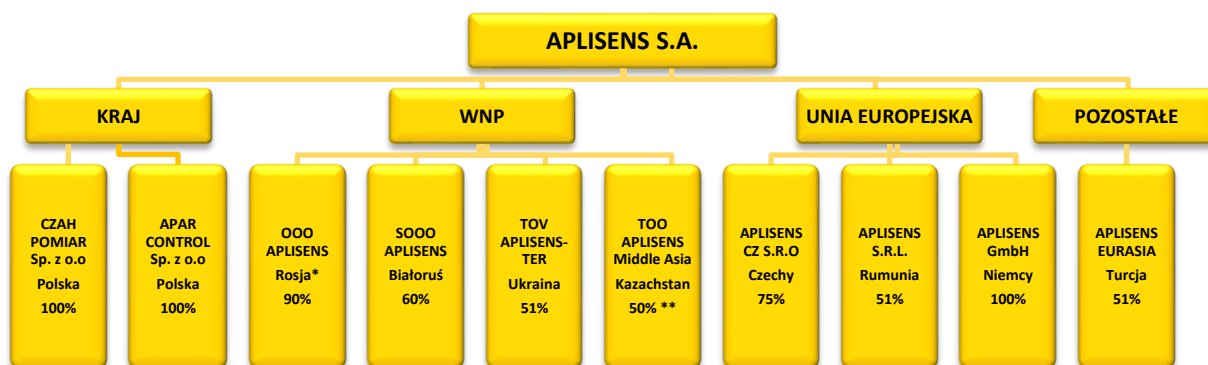 APLISENS S.A.
KRAJ
WNP
UNIA EUROPEJSKA
POZOSTAŁE
CZAH
POMIAR
Sp. z o.o
Polska
100%
APAR
CONTROL
Sp. z o.o
Polska
100%
OOO
APLISENS
Rosja*
90%
SOOO
APLISENS
Białoruś
60%
TOV
APLISENS-
TER
Ukraina
51%
TOO
APLISENS
Middle Asia
Kazachstan
50% **
APLISENS
CZ S.R.O
Czechy
75%
APLISENS
S.R.L.
Rumunia
51%
APLISENS
GmbH
Niemcy
100%
APLISENS
EURASIA
Turcja
51%